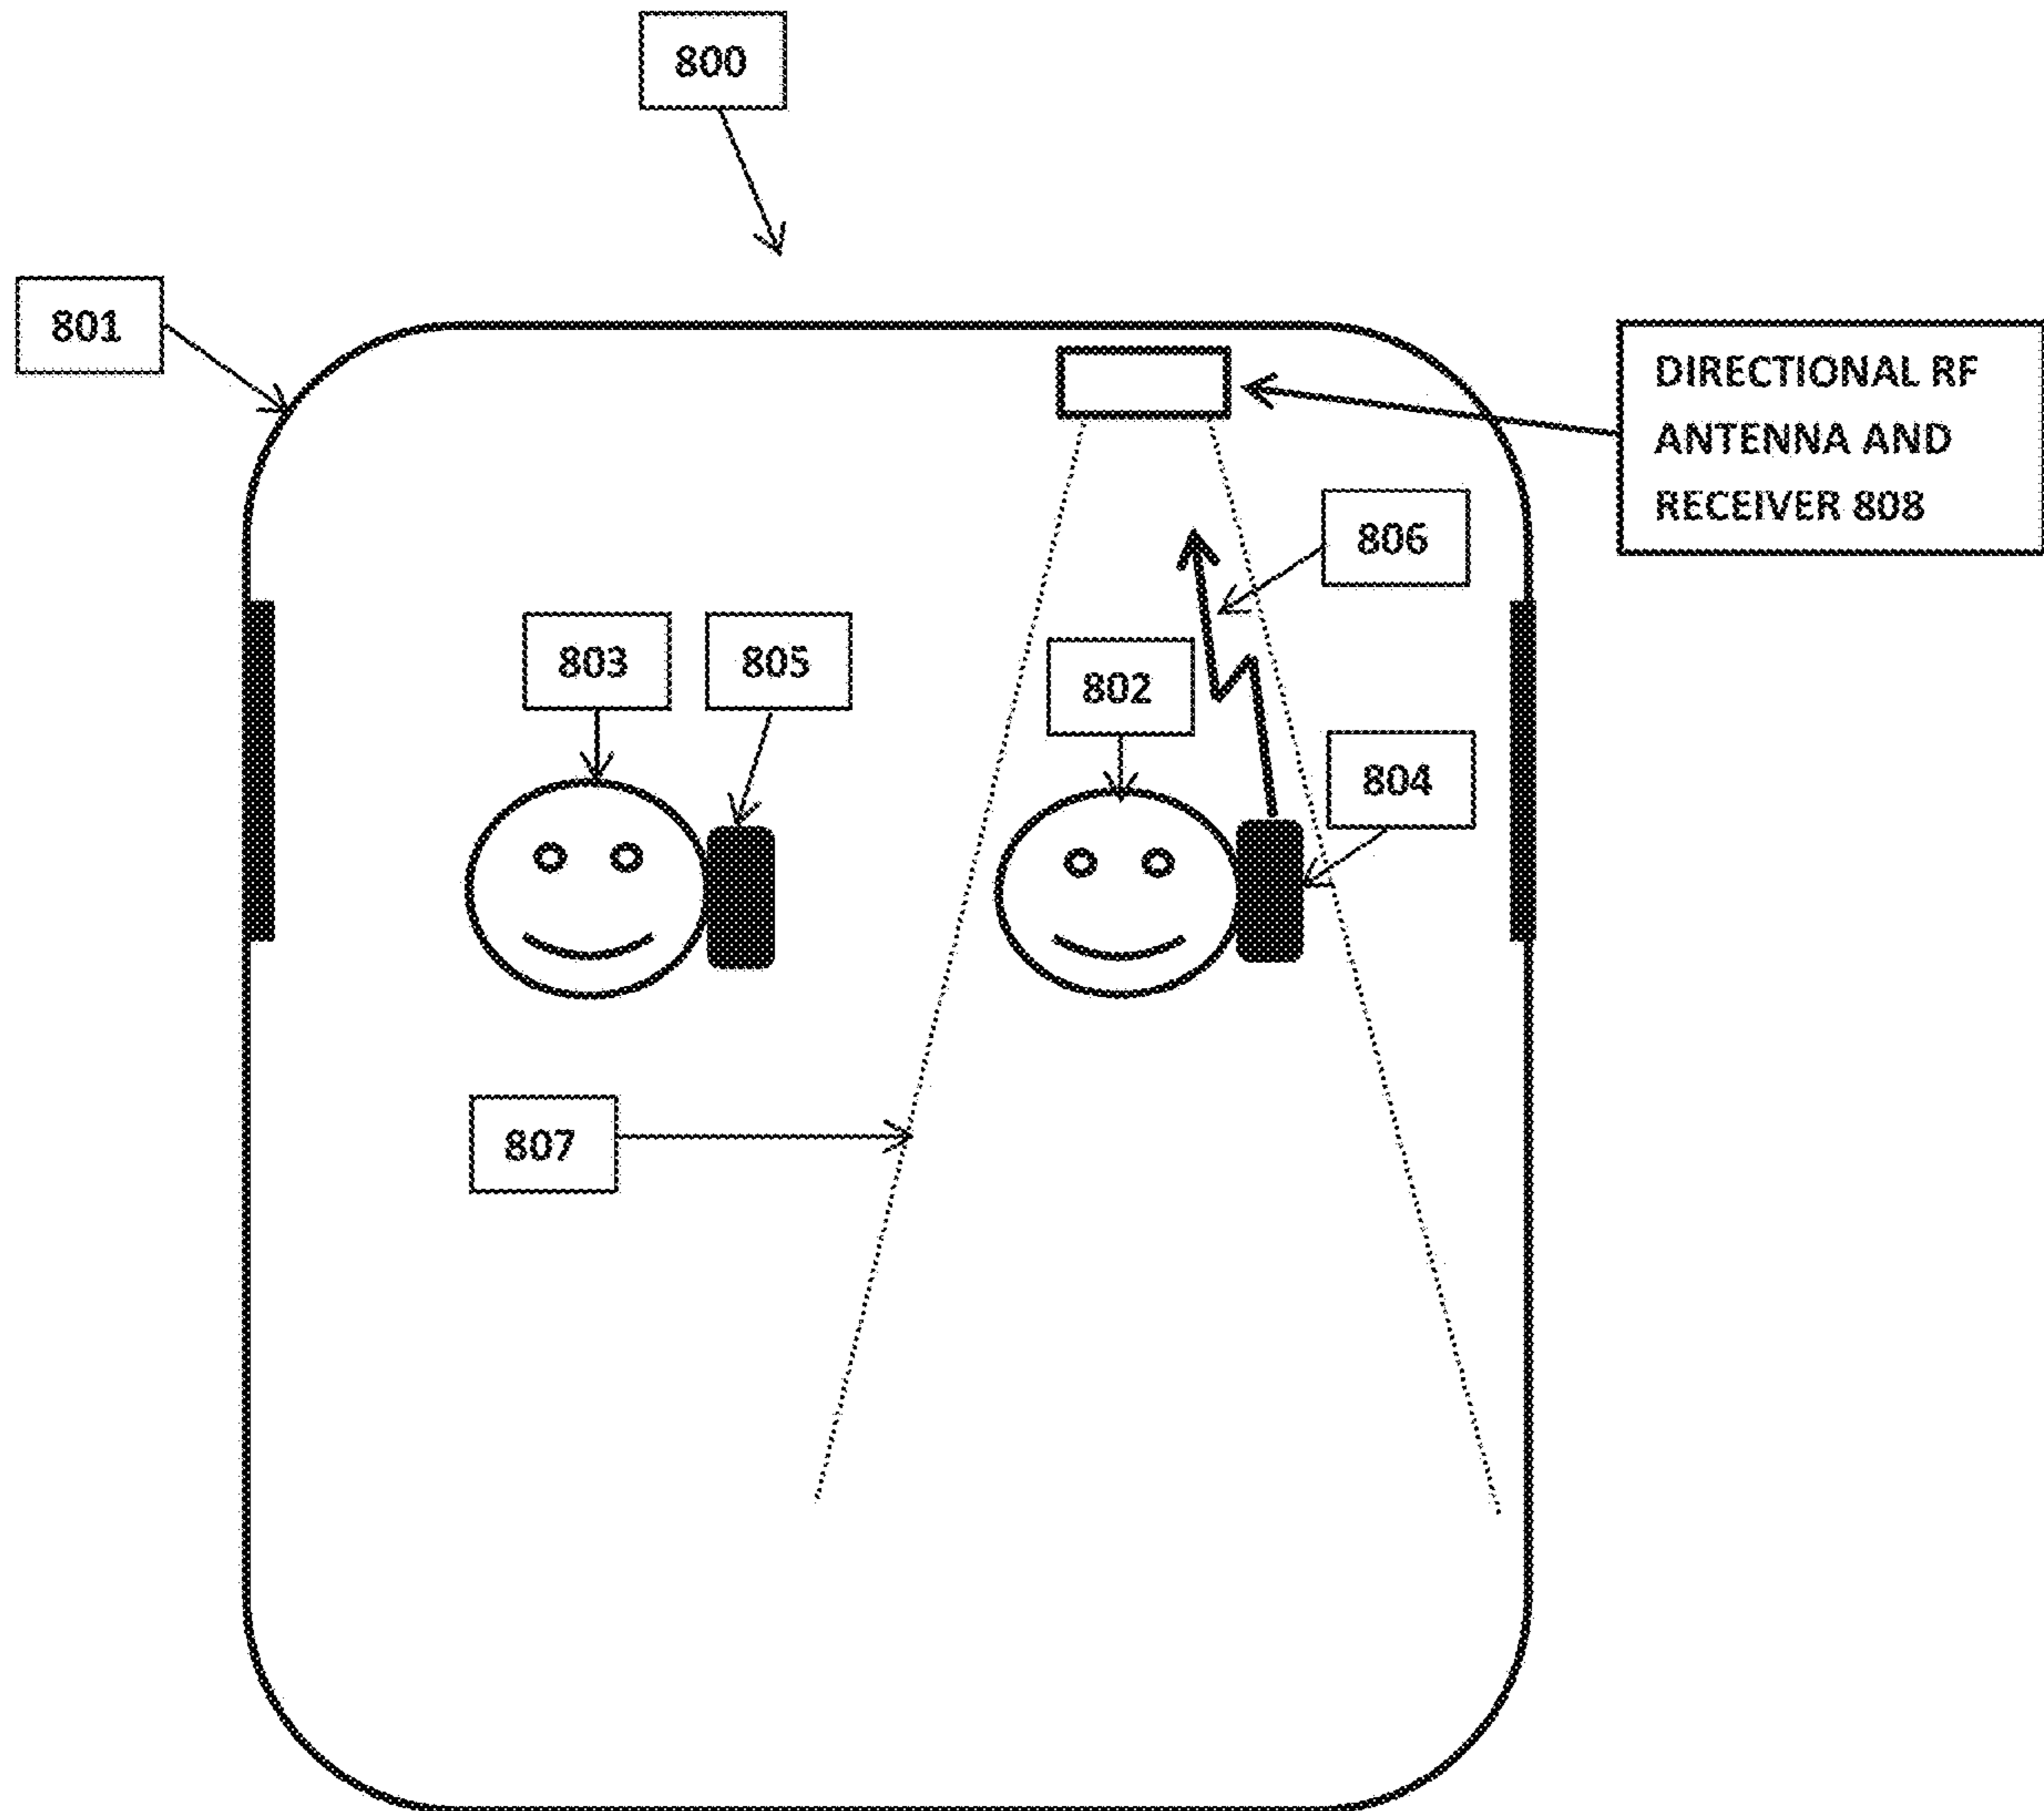 800
801
DIRECTIONAL RF
ANTENNA AND
RECEIVER 808
806
803
805
802
804
807